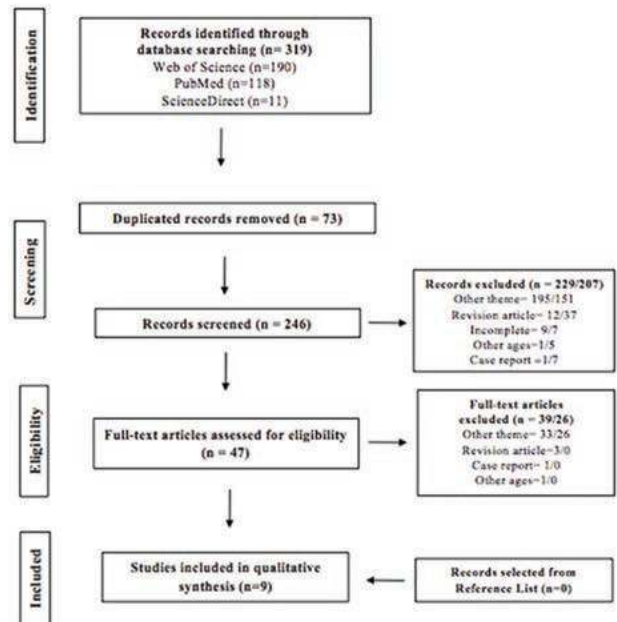 Identification
Records identified through
database searching (n= 319)
Web of Science (n=190)
PubMed (n=118)
ScienceDirect (n=11)
Screening
Duplicated records removed (n = 73)
Records screened (n = 246)
Records excluded (n = 229/207)
Other theme= 195/151
Revision article= 12/37
Incomplete= 9/7
Other ages=1/5
Case report =1/7
Eligibility
Full-text articles assessed for eligibility
(n = 47)
Full-text articles
excluded (n = 39/26)
Other theme= 33/26
Revision article=3/0
Case report= 1/0
Other ages=1/0
Included
Studies included in qualitative
synthesis (n=9)
Records selected from
Reference List (n=0)